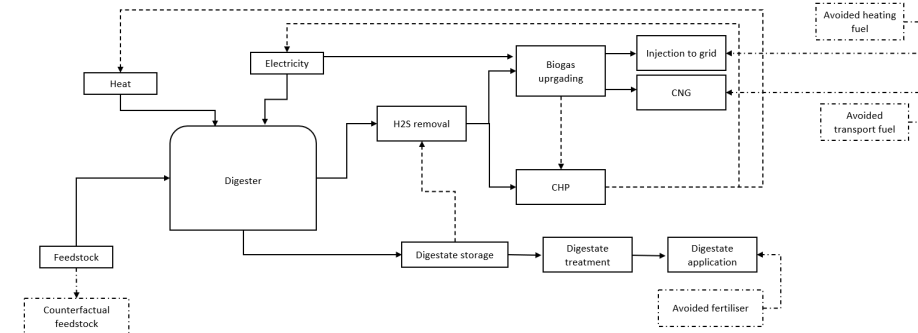 Avoided heating
fuel
Electricity
Biogas
uprgading
Injection to grid
Heat
CNG
H2S removal
Avoided
transport fuel
Digester
CHP
Feedstock
Digestate storage
Digestate
treatment
Digestate
application
Counterfactual
feedstock
Avoided fertiliser